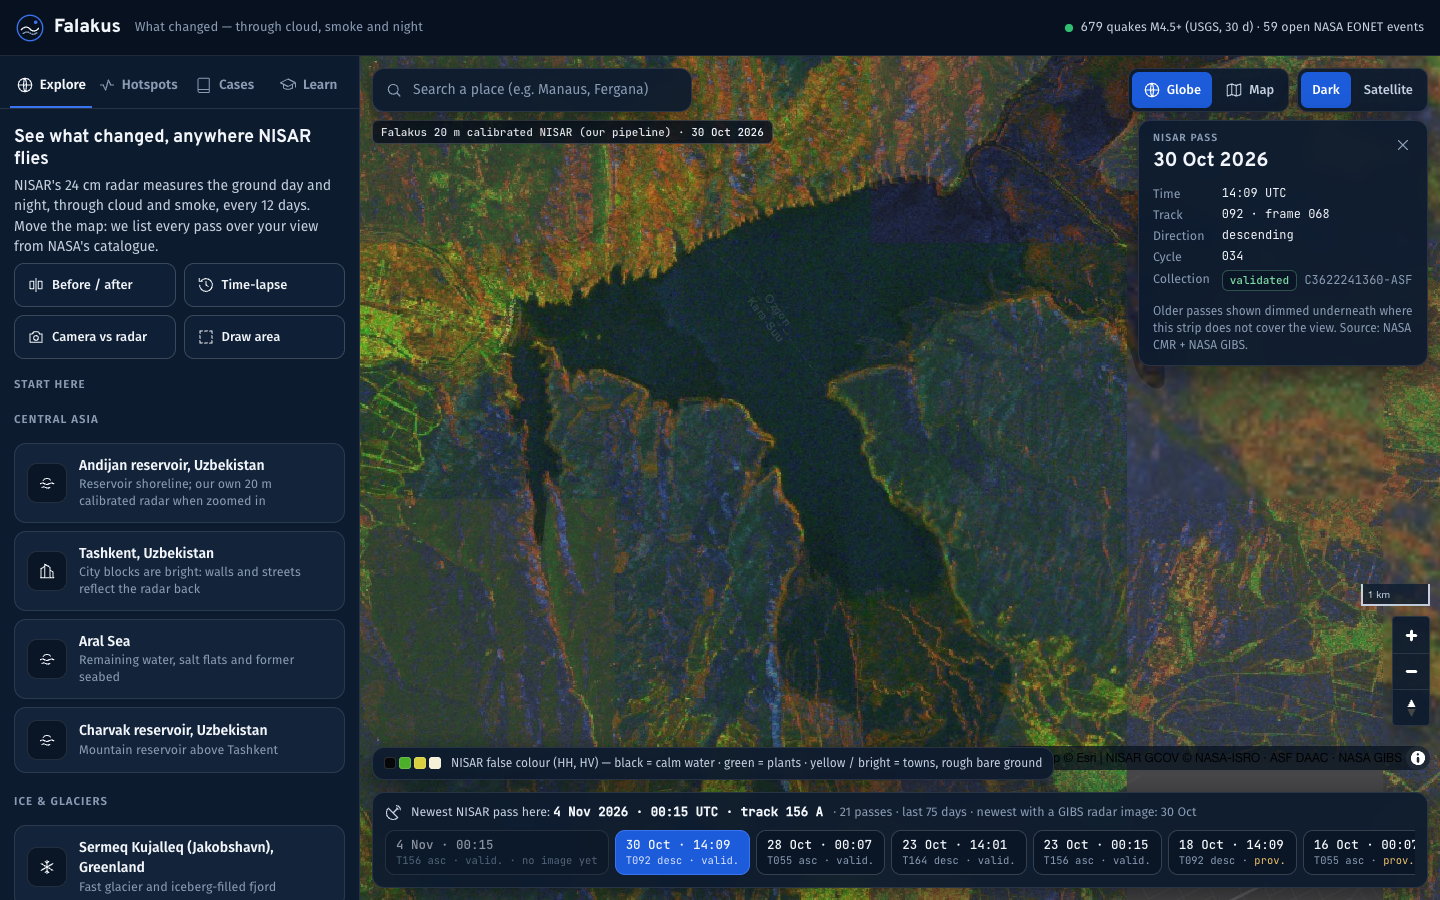 Falakus
What changed — through cloud, smoke and night
679 quakes M4.5+ (USGS, 30 d) · 59 open NASA EONET events
Explore
Hotspots
Cases
Learn
See what changed, anywhere NISAR
flies
NISAR's 24 cm radar measures the ground day and
night, through cloud and smoke, every 12 days.
Move the map: we list every pass over your view
from NASA's catalogue.
Before / after
Time-lapse
Camera vs radar
Draw area
START HERE
CENTRAL ASIA
Andijan reservoir, Uzbekistan
Reservoir shoreline; our own 20 m
calibrated radar when zoomed in
Tashkent, Uzbekistan
City blocks are bright: walls and streets
reflect the radar back
Aral Sea
Remaining water, salt flats and former
seabed
Charvak reservoir, Uzbekistan
Mountain reservoir above Tashkent
ICE & GLACIERS
Sermeq Kujalleq (Jakobshavn),
Greenland
Fast glacier and iceberg-filled fjord
Search a place (e.g. Manaus, Fergana)
Falakus 20 m calibrated NISAR (our pipeline) · 30 Oct 2026
Globe
Map
Dark
Satellite
NISAR PASS
30 Oct 2026
Time 14:09 UTC
Track 092 · frame 068
Direction descending
Cycle 034
Collection validated C3622241360-ASF
Older passes shown dimmed underneath where
this strip does not cover the view. Source: NASA
CMR + NASA GIBS.
Ozgon
Kara-Suu
1 km
NISAR false colour (HH, HV) — black = calm water · green = plants · yellow / bright = towns, rough bare ground
© Esri | NISAR GCOV © NASA-ISRO · ASF DAAC · NASA GIBS
Newest NISAR pass here: 4 Nov 2026 · 00:15 UTC · track 156 A · 21 passes · last 75 days · newest with a GIBS radar image: 30 Oct
4 Nov · 00:15
T156 asc · valid. · no image yet
30 Oct · 14:09
T092 desc · valid.
28 Oct · 00:07
T055 asc · valid.
23 Oct · 14:01
T164 desc · valid.
23 Oct · 00:15
T156 asc · valid.
18 Oct · 14:09
T092 desc · prov.
16 Oct · 00:07
T055 asc · prov.